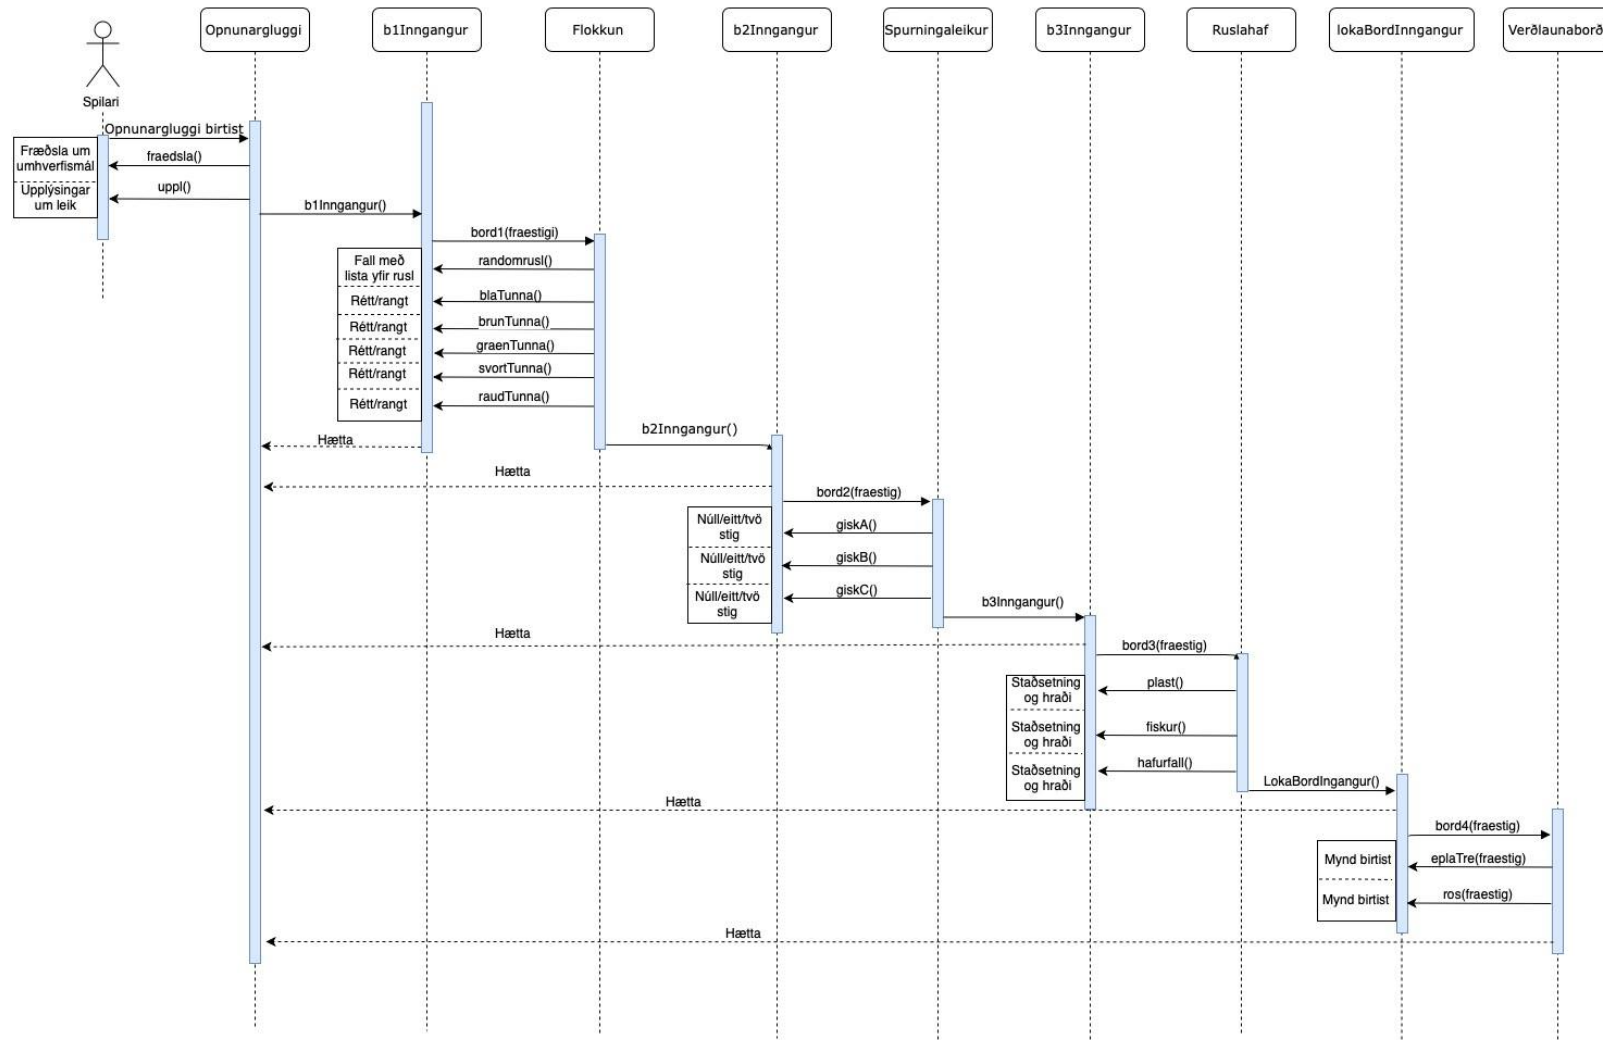 Opnunargluggi
b1Inngangur
Flokkun
b2Inngangur
Spurningaleikur
b3Inngangur
Ruslahaf
lokaBordInngangur
Verðlaunaborð
Spilari
Opnunargluggi birtist
Fræðsla um
umhverfismál
fraedsla()
Upplýsingar
um leik
uppl()
b1Inngangur()
bord1(fraestigi)
Fall með
lista yfir rusl
randomrusl()
Rétt/rangt
blaTunna()
Rétt/rangt
brunTunna()
Rétt/rangt
graenTunna()
Rétt/rangt
svortTunna()
Rétt/rangt
raudTunna()
Hætta
b2Inngangur()
Hætta
bord2(fraestig)
Núll/eitt/tvö
stig
giskA()
Núll/eitt/tvö
stig
giskB()
Núll/eitt/tvö
stig
giskC()
b3Inngangur()
Hætta
bord3(fraestig)
Staðsetning
og hraði
plast()
Staðsetning
og hraði
fiskur()
Staðsetning
og hraði
hafurfall()
LokaBordIngangur()
Hætta
bord4(fraestig)
Mynd birtist
eplaTre(fraestig)
Mynd birtist
ros(fraestig)
Hætta